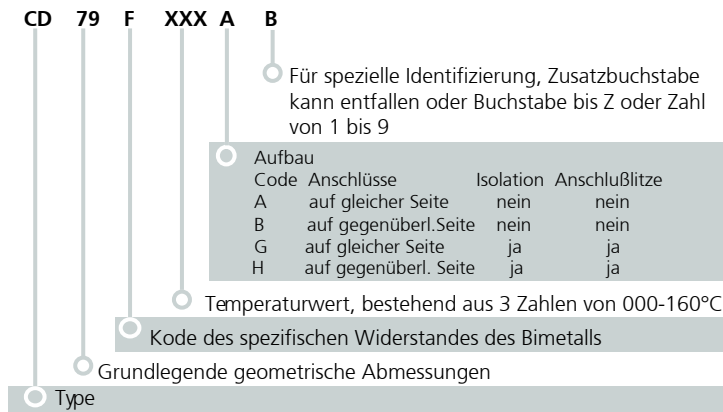 CD 79 F XXX A B
Für spezielle Identifizierung, Zusatzbuchstabe
kann entfallen oder Buchstabe bis Z oder Zahl
von 1 bis 9
Aufbau
Code Anschlüsse Isolation Anschlußlitze
A auf gleicher Seite nein nein
B auf gegenüberl.Seite nein nein
G auf gleicher Seite ja ja
H auf gegenüberl. Seite ja ja
Temperaturwert, bestehend aus 3 Zahlen von 000-160°C
Kode des spezifischen Widerstandes des Bimetalls
Grundlegende geometrische Abmessungen
Type